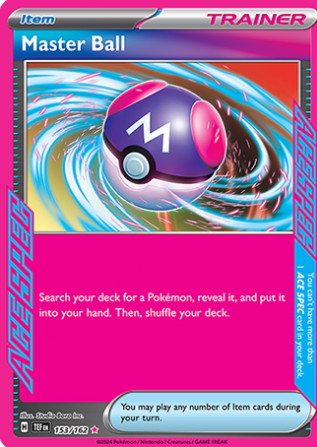 Item
TRAINER
Master Ball
M
ACE SPEC
ACE SPEC
Search your deck for a Pokémon, reveal it, and put it
into your hand. Then, shuffle your deck.
You can't have more than
1 ACE SPEC card in your deck.
Illus. Studio Bora Inc.
H TEF EN 153/162
You may play any number of Item cards during
your turn.
©2024 Pokémon / Nintendo / Creatures / GAME FREAK